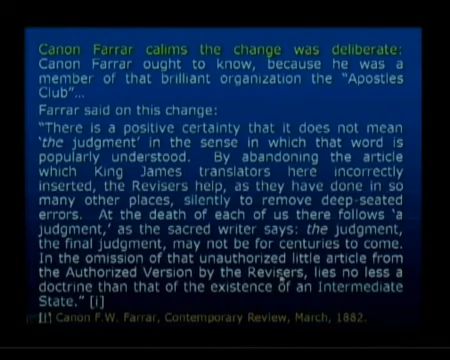 Canon Farrar calims the change was deliberate:
Canon Farrar ought to know, because he was a
member of that brilliant organization the "Apostles
Club"...
Farrar said on this change:
"There is a positive certainty that it does not mean
'the judgment' in the sense in which that word is
popularly understood. By abandoning the article
which King James translators here incorrectly
inserted, the Revisers help, as they have done in so
many other places, silently to remove deep-seated
errors. At the death of each of us there follows 'a
judgment,' as the sacred writer says: the judgment,
the final judgment, may not be for centuries to come.
In the omission of that unauthorized little article from
the Authorized Version by the Revisers, lies no less a
doctrine than that of the existence of an Intermediate
State." [i]
[i] Canon F.W. Farrar, Contemporary Review, March, 1882.